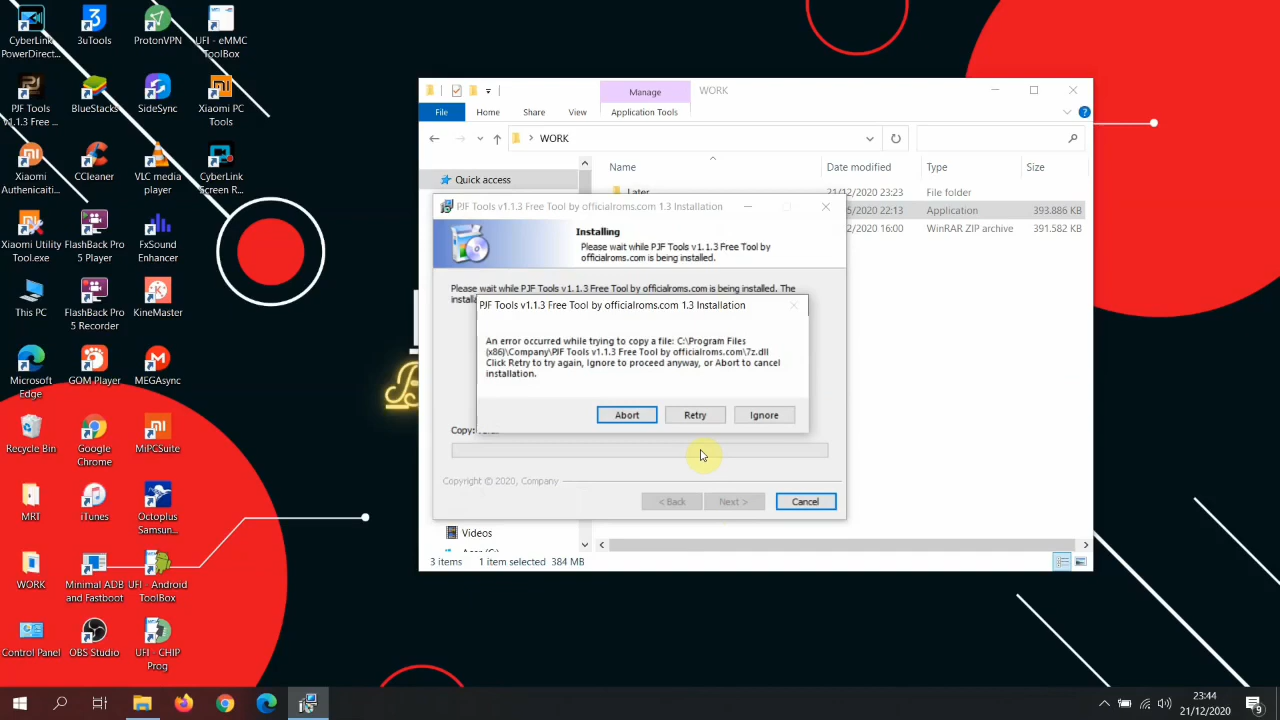 CyberLink
PowerDirect...
3uTools
ProtonVPN
UFI - eMMC
ToolBox
PJF Tools
v1.1.3 Free ...
BlueStacks
SideSync
Xiaomi PC
Tools
Xiaomi
Authenicati...
CCleaner
VLC media
player
CyberLink
Screen R...
Xiaomi Utility
Tool.exe
FlashBack Pro
5 Player
FxSound
Enhancer
This PC
FlashBack Pro
5 Recorder
KineMaster
Microsoft
Edge
GOM Player
MEGAsync
Recycle Bin
Google
Chrome
MiPCSuite
MRT
iTunes
Octoplus
Samsun...
WORK
Minimal ADB
and Fastboot
UFI - Android
ToolBox
Control Panel
OBS Studio
UFI - CHIP
Prog
Manage
WORK
File
Home
Share
View
Application Tools
WORK
Name
Date modified
Type
Size
Quick access
Later
21/12/2020 23:23
File folder
22:13
Application
393.886 KB
/2020 16:00
WinRAR ZIP archive
391.582 KB
PJF Tools v1.1.3 Free Tool by officialroms.com 1.3 Installation
Installing
Please wait while PJF Tools v1.1.3 Free Tool by
officialroms.com is being installed.
Please wait while PJF Tools v1.1.3 Free Tool by officialroms.com is being installed. The
PJF Tools v1.1.3 Free Tool by officialroms.com 1.3 Installation
An error occurred while trying to copy a file: C:\Program Files
(x86)\Company\PJF Tools v1.1.3 Free Tool by officialroms.com\7z.dll
Click Retry to try again, Ignore to proceed anyway, or Abort to cancel
installation.
Abort
Retry
Ignore
Copy:
Copyright © 2020, Company
< Back
Next >
Cancel
Videos
3 items
1 item selected
384 MB
23:44
21/12/2020
9